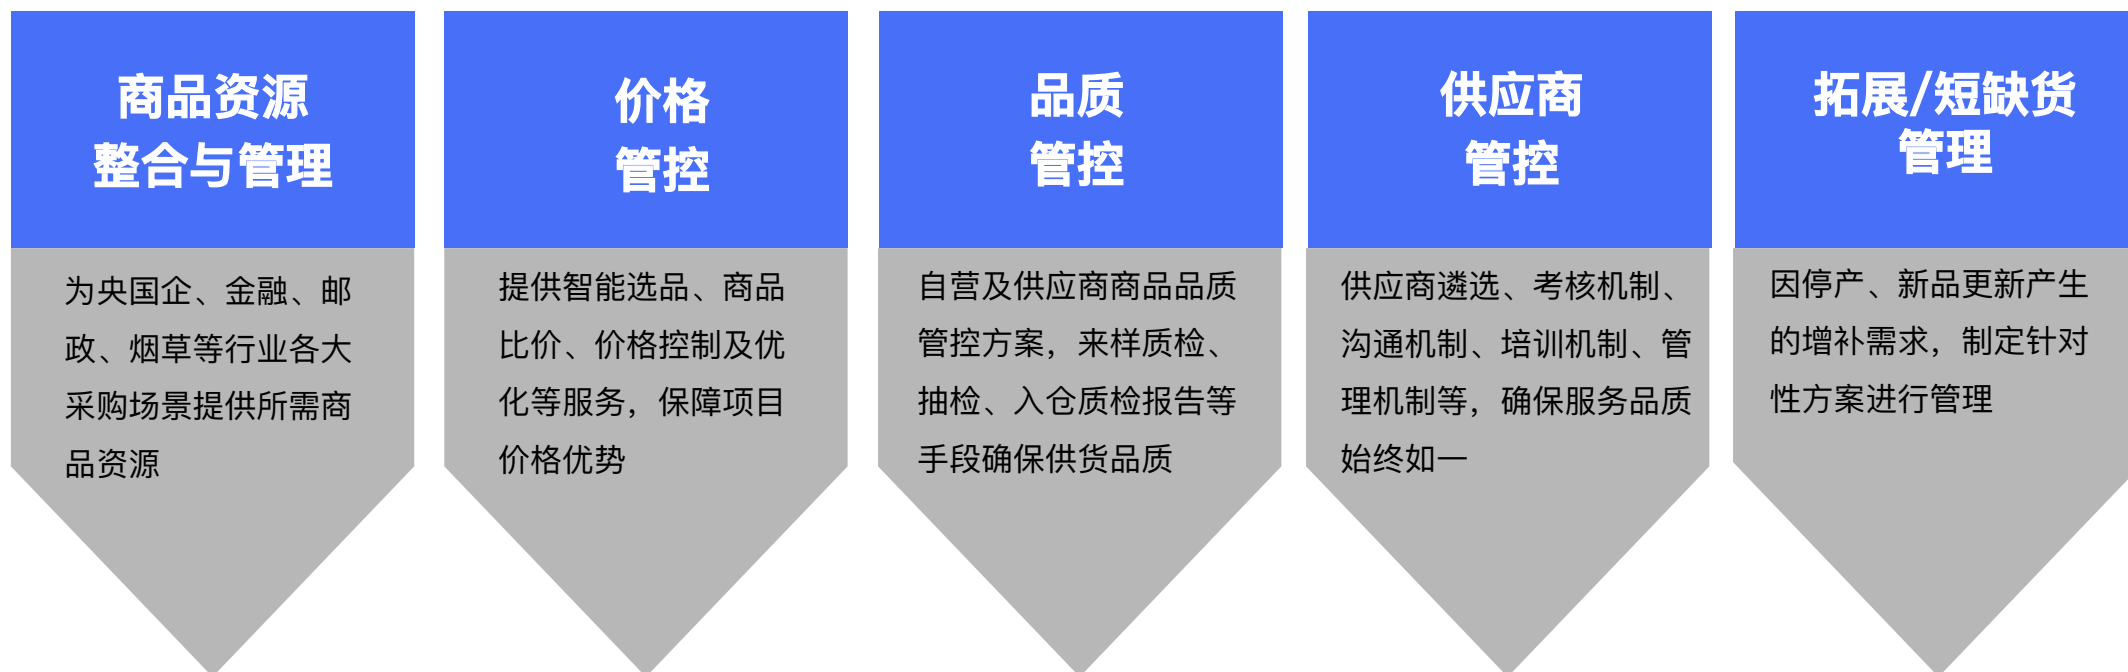 商品资源
整合与管理
为央国企、金融、邮
政、烟草等行业各大
采购场景提供所需商
品资源
价格
管控
提供智能选品、商品
比价、价格控制及优
化等服务，保障项目
价格优势
品质
管控
自营及供应商商品品质
管控方案，来样质检、
抽检、入仓质检报告等
手段确保供货品质
供应商
管控
供应商遴选、考核机制、
沟通机制、培训机制、管
理机制等，确保服务品质
始终如一
拓展/短缺货
管理
因停产、新品更新产生
的增补需求，制定针对
性方案进行管理